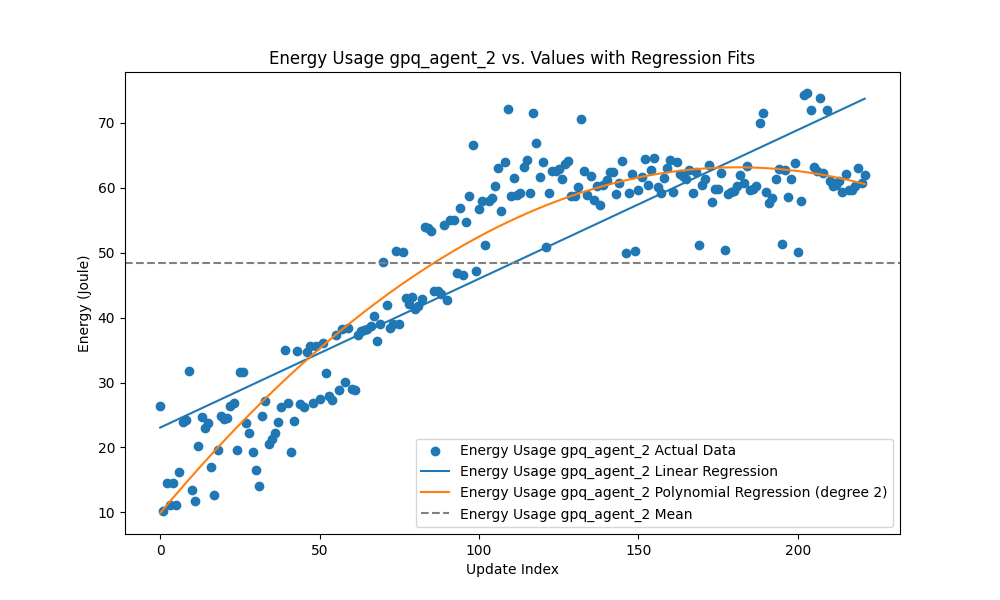 Energy Usage gpq_agent_2 vs. Values with Regression Fits
Energy (Joule)
70
60
50
40
30
20
10
0
50
100
150
200
Update Index
Energy Usage gpq_agent_2 Actual Data
Energy Usage gpq_agent_2 Linear Regression
Energy Usage gpq_agent_2 Polynomial Regression (degree 2)
Energy Usage gpq_agent_2 Mean